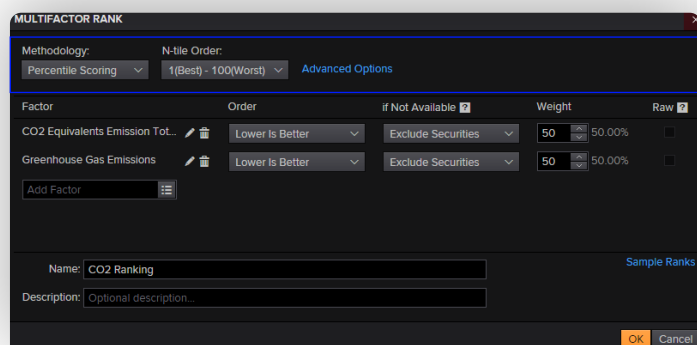 MULTIFACTOR RANK
Methodology: N-tile Order:
Percentile Scoring 1(Best) - 100(Worst) Advanced Options
Factor Order if Not Available ? Weight Raw ?
CO2 Equivalents Emission Tot... Lower Is Better Exclude Securities 50 50.00%
Greenhouse Gas Emissions Lower Is Better Exclude Securities 50 50.00%
Add Factor
Sample Ranks
Name: CO2 Ranking
Description: Optional description...
OK Cancel